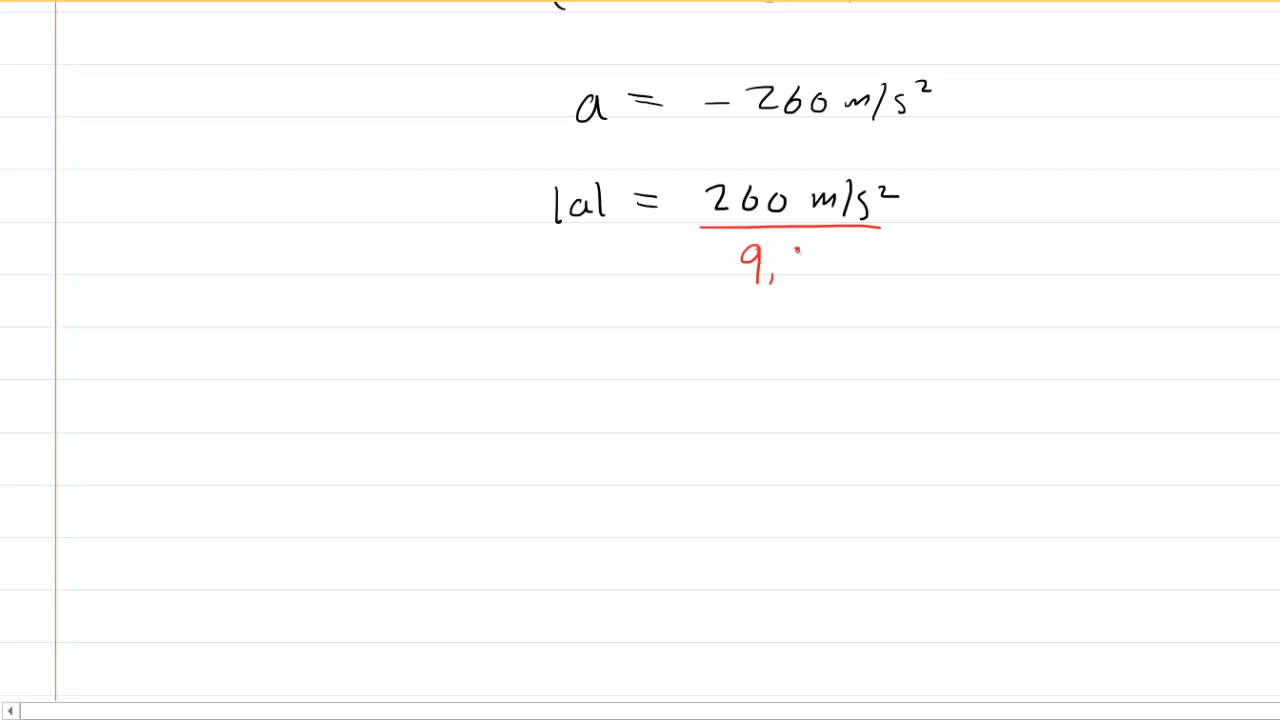 a = - 260 m/s²
|a| = 260 m/s²
9.